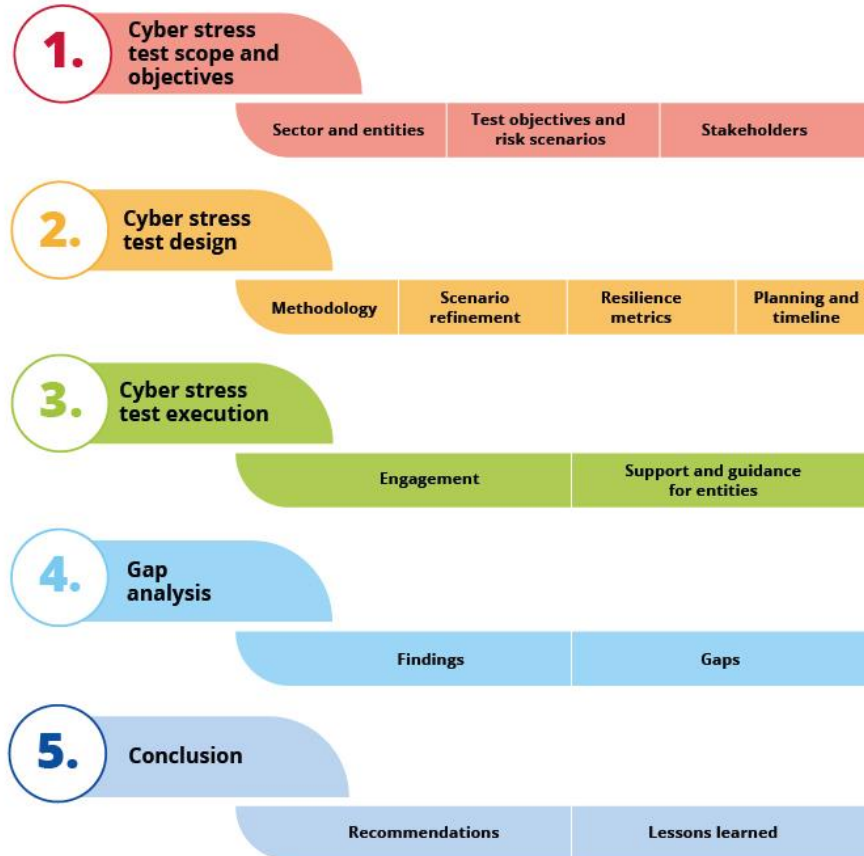 1.
Cyber stress
test scope and
objectives
Sector and entities
Test objectives and
risk scenarios
Stakeholders
2.
Cyber stress
test design
Methodology
Scenario
refinement
Resilience
metrics
Planning and
timeline
3.
Cyber stress
test execution
Engagement
Support and guidance
for entities
4.
Gap
analysis
Findings
Gaps
5.
Conclusion
Recommendations
Lessons learned